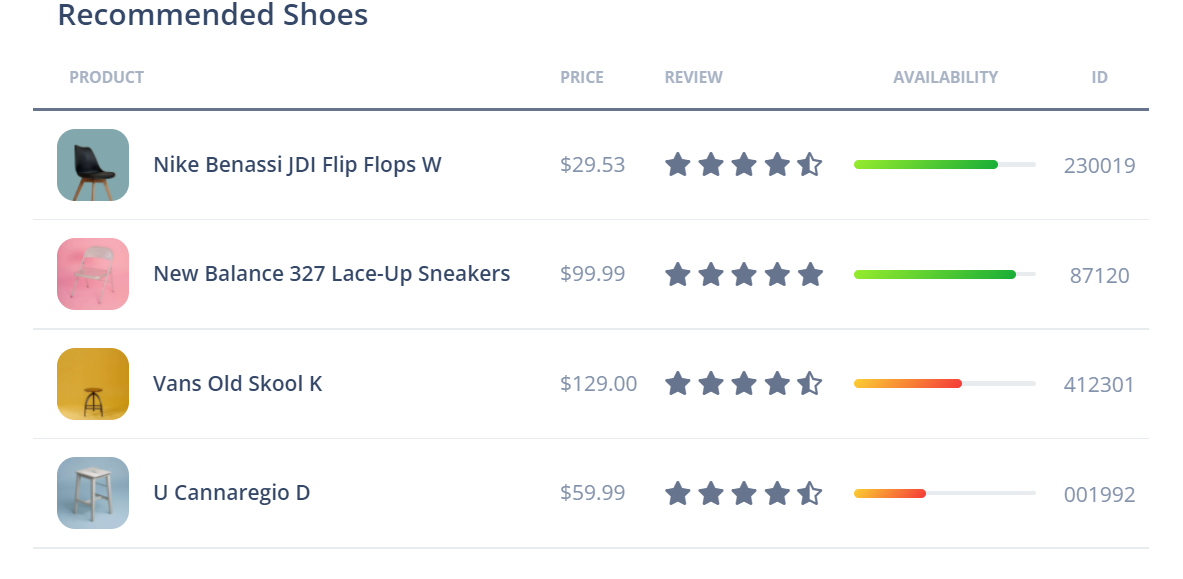 Recommended Shoes
PRODUCT PRICE REVIEW AVAILABILITY ID
Nike Benassi JDI Flip Flops W $29.53 230019
New Balance 327 Lace-Up Sneakers $99.99 87120
Vans Old Skool K $129.00 412301
U Cannaregio D $59.99 001992